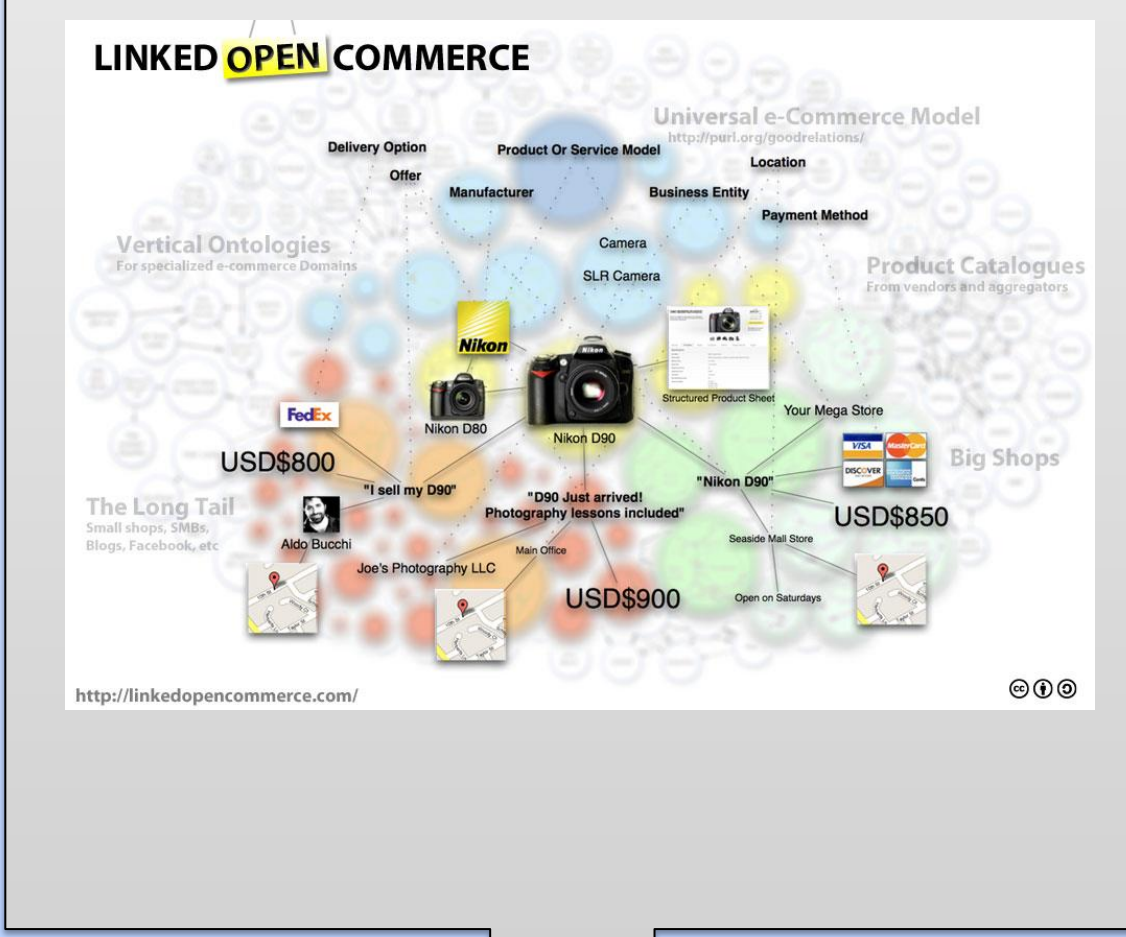 LINKED OPEN COMMERCE
Universal e-Commerce Model
http://purl.org/goodrelations/
Delivery Option
Product Or Service Model
Location
Offer
Manufacturer
Business Entity
Payment Method
Vertical Ontologies
For specialized e-commerce Domains
Camera
SLR Camera
Product Catalogues
From vendors and aggregators
Nikon
Nikon
Structured Product Sheet
FedEx
Nikon D80
Nikon D90
Your Mega Store
VISA
MasterCard
DISCOVER
Big Shops
USD$800
"I sell my D90"
"Nikon D90"
The Long Tail
Small shops, SMBs,
Blogs, Facebook, etc
"D90 Just arrived!
Photography lessons included"
USD$850
Aldo Bucchi
Main Office
Seaside Mall Store
Joe's Photography LLC
USD$900
Open on Saturdays
http://linkedopencommerce.com/
cc